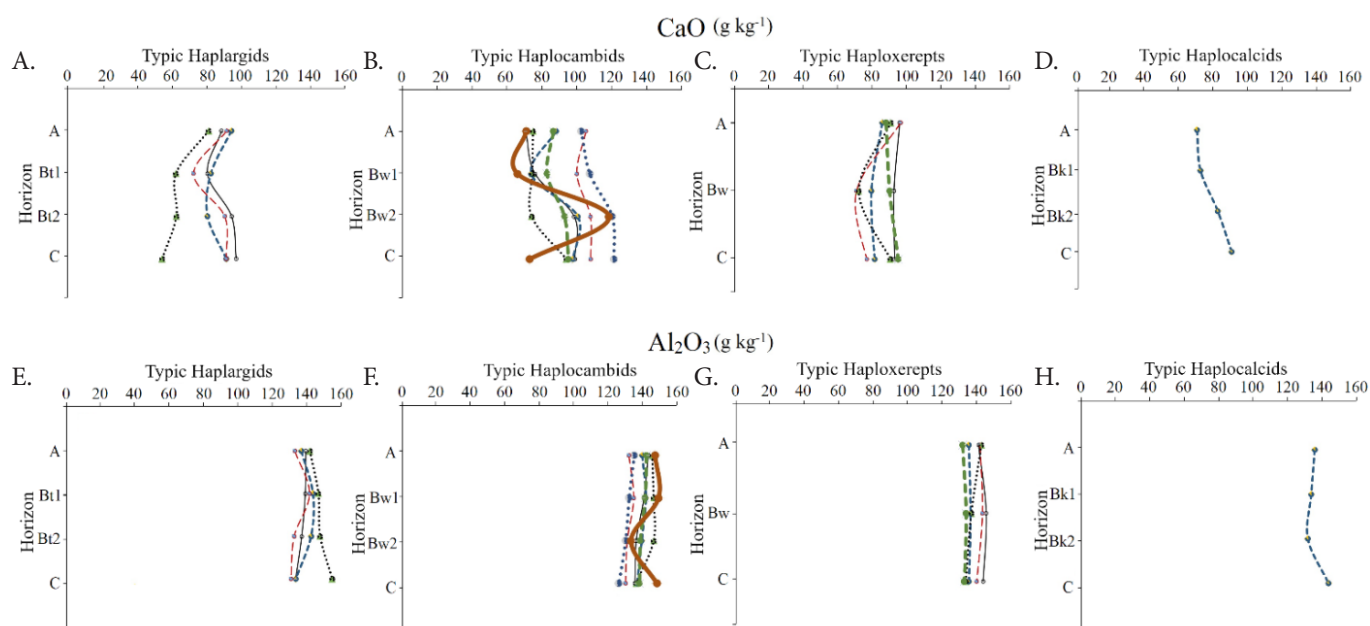 CaO (g kg⁻¹)
A. Typic Haplargids
0 20 40 60 80 100 120 140 160
Horizon
A
Bt1
Bt2
C
B. Typic Haplocambids
0 20 40 60 80 100 120 140 160
Horizon
A
Bw1
Bw2
C
C. Typic Haploxerepts
0 20 40 60 80 100 120 140 160
Horizon
A
Bw
C
D. Typic Haplocalcids
0 20 40 60 80 100 120 140 160
Horizon
A
Bk1
Bk2
C
Al₂O₃ (g kg⁻¹)
E. Typic Haplargids
0 20 40 60 80 100 120 140 160
Horizon
A
Bt1
Bt2
C
F. Typic Haplocambids
0 20 40 60 80 100 120 140 160
Horizon
A
Bw1
Bw2
C
G. Typic Haploxerepts
0 20 40 60 80 100 120 140 160
Horizon
A
Bw
C
H. Typic Haplocalcids
0 20 40 60 80 100 120 140 160
Horizon
A
Bk1
Bk2
C